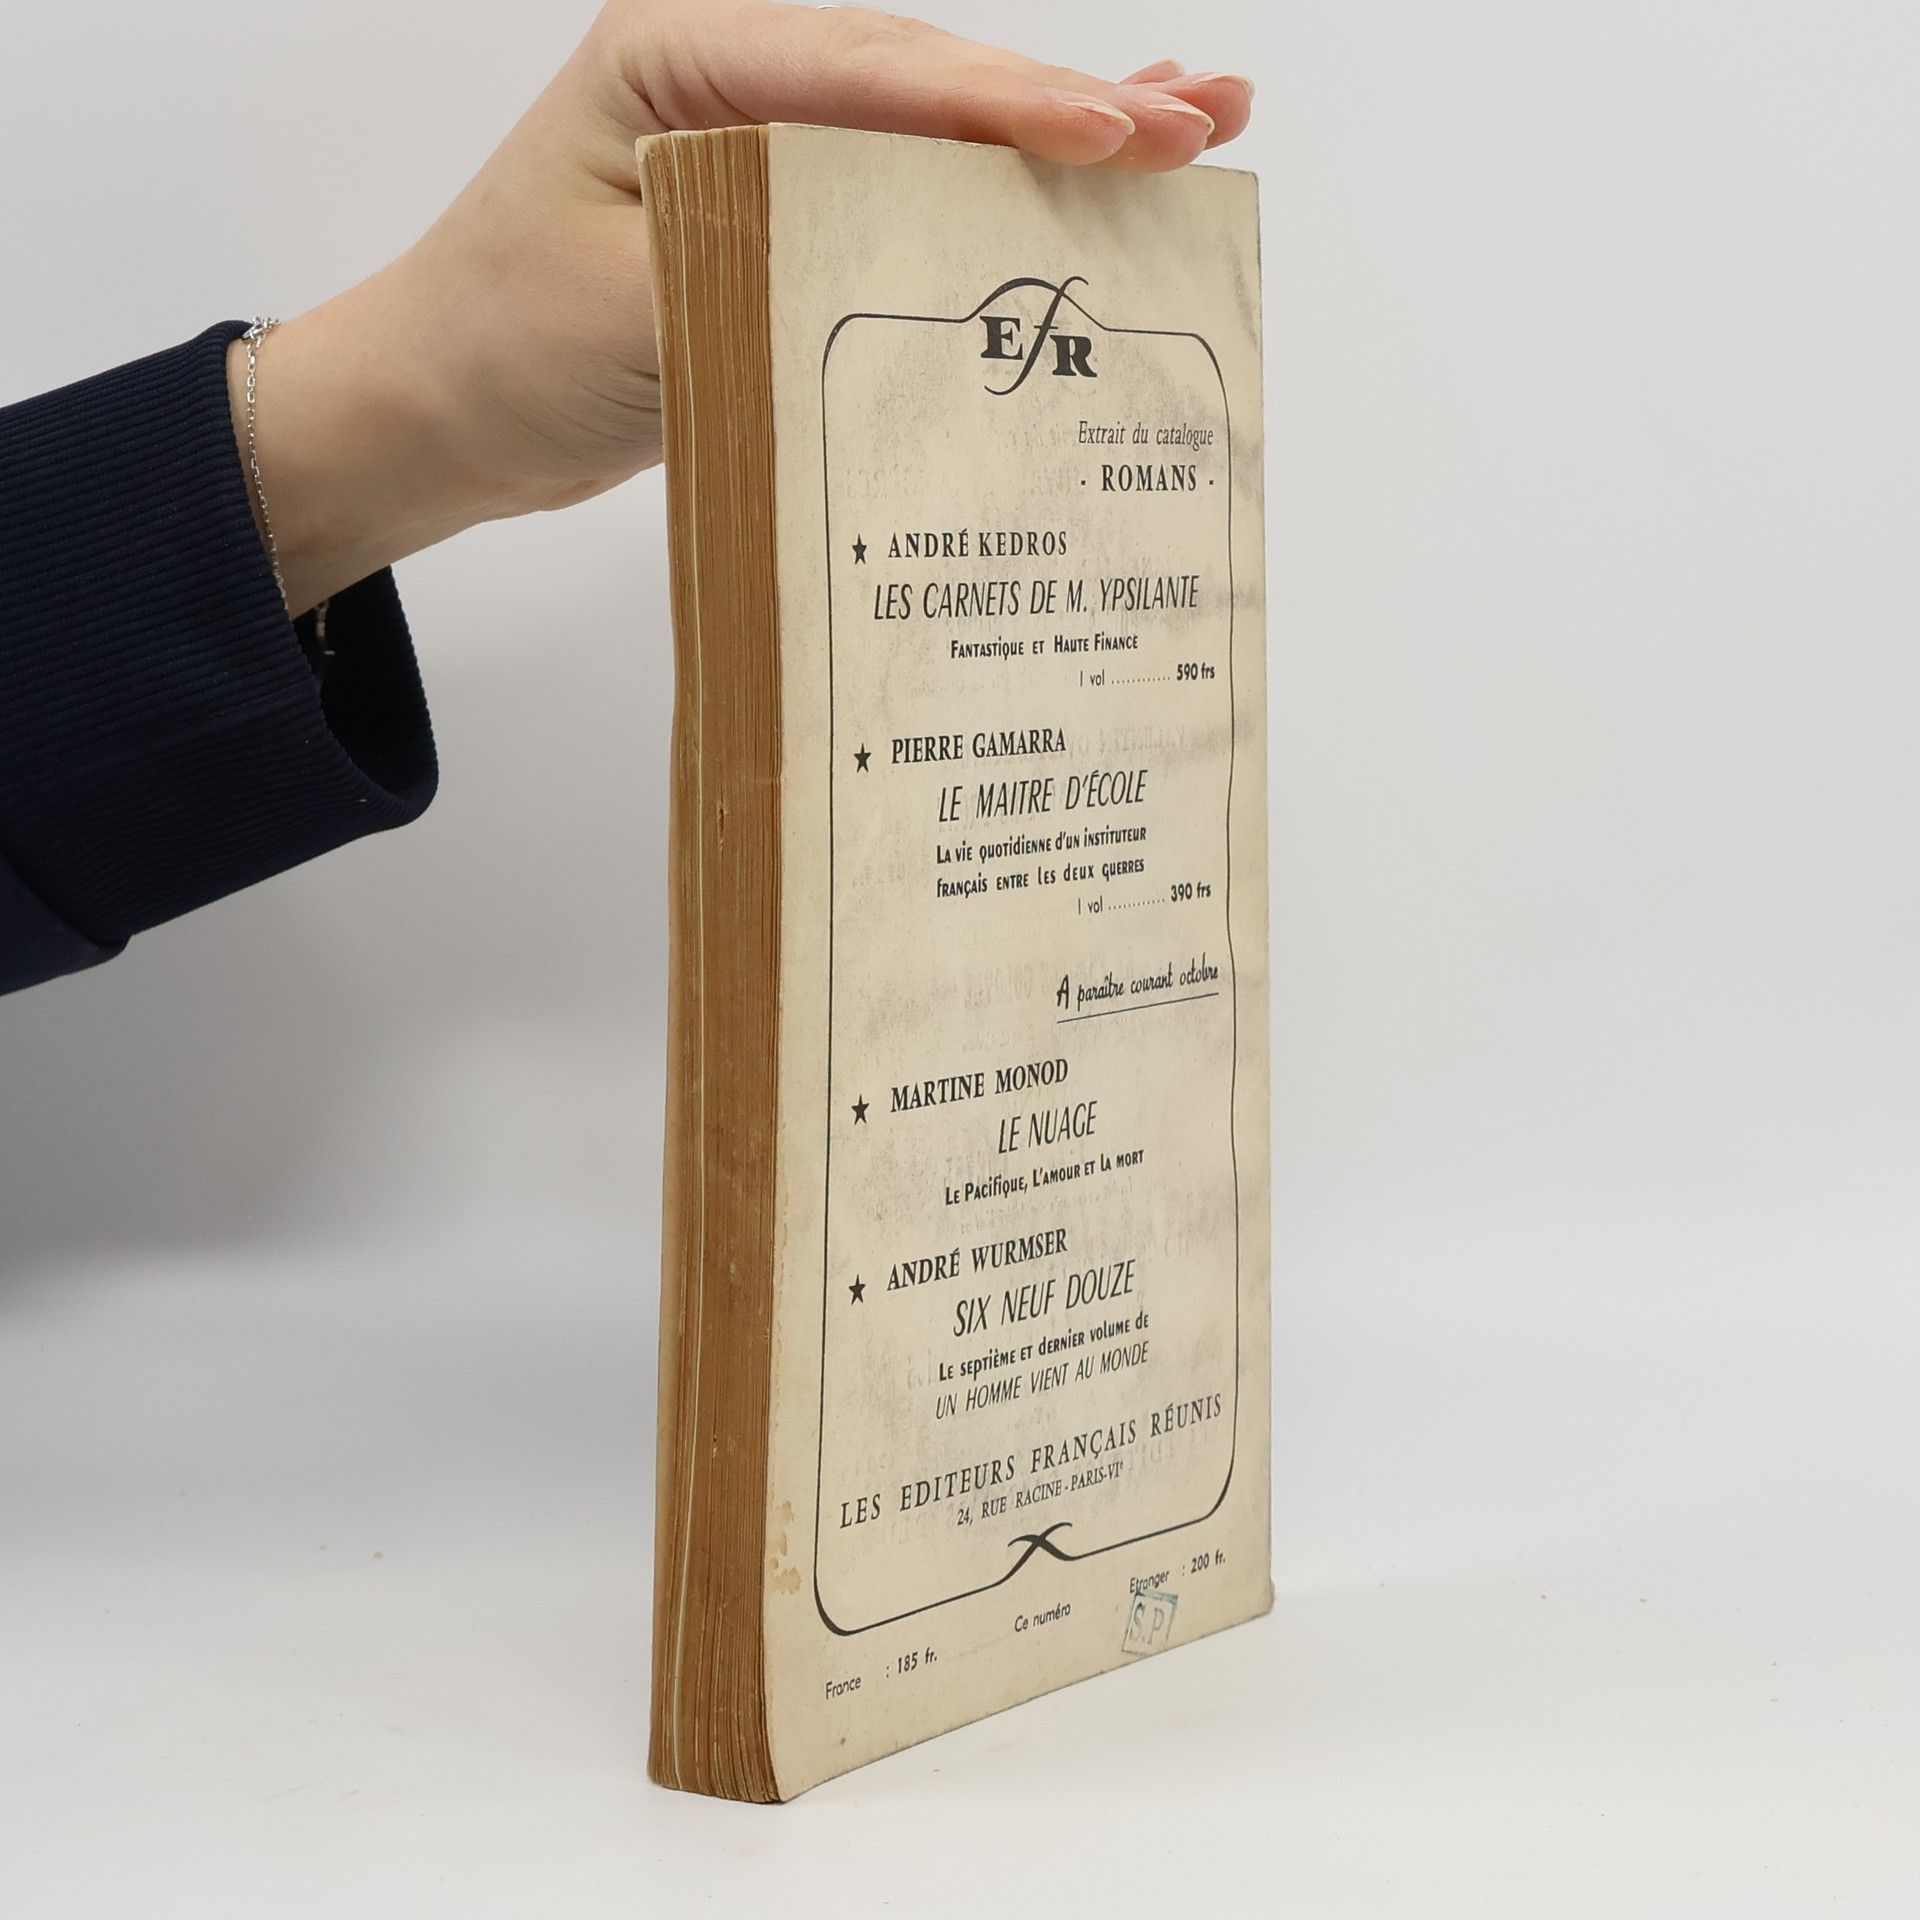 EfR
Extrait du catalogue
- ROMANS -
★ ANDRÉ KEDROS
LES CARNETS DE M. YPSILANTE
FANTASTIQUE ET HAUTE FINANCE
1 vol ............ 590 frs
★ PIERRE GAMARRA
LE MAITRE D'ÉCOLE
LA VIE QUOTIDIENNE D'UN INSTITUTEUR
FRANÇAIS ENTRE LES DEUX GUERRES
1 vol ............ 390 frs
A paraître courant octobre
★ MARTINE MONOD
LE NUAGE
LE PACIFIQUE, L'AMOUR ET LA MORT
★ ANDRÉ WURMSER
SIX NEUF DOUZE
LE SEPTIÈME ET DERNIER VOLUME DE
UN HOMME VIENT AU MONDE
LES EDITEURS FRANÇAIS RÉUNIS
24, RUE RACINE - PARIS-VIe
France : 185 fr. Ce numéro Etranger : 200 fr.
S.P.